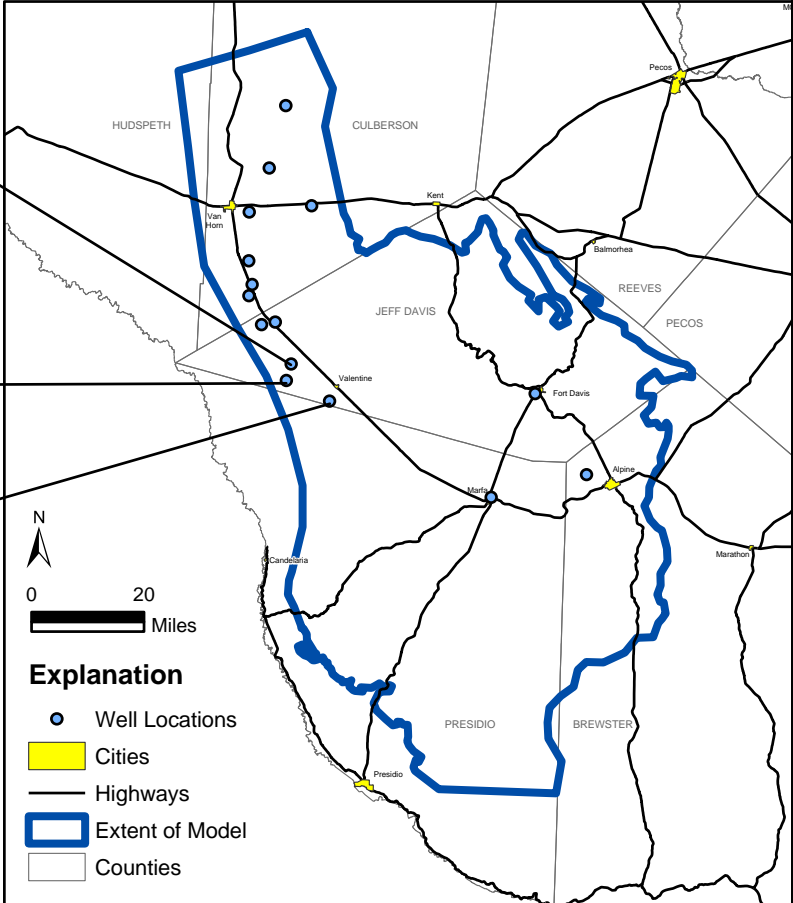 Pecos
HUDSPETH
CULBERSON
Kent
Van
Horn
Balmorhea
REEVES
JEFF DAVIS
PECOS
Valentine
Fort Davis
Alpine
Marfa
N
Marathon
Candelaria
0 20
Miles
Explanation
Well Locations
Cities
PRESIDIO
BREWSTER
Highways
Presidio
Extent of Model
Counties